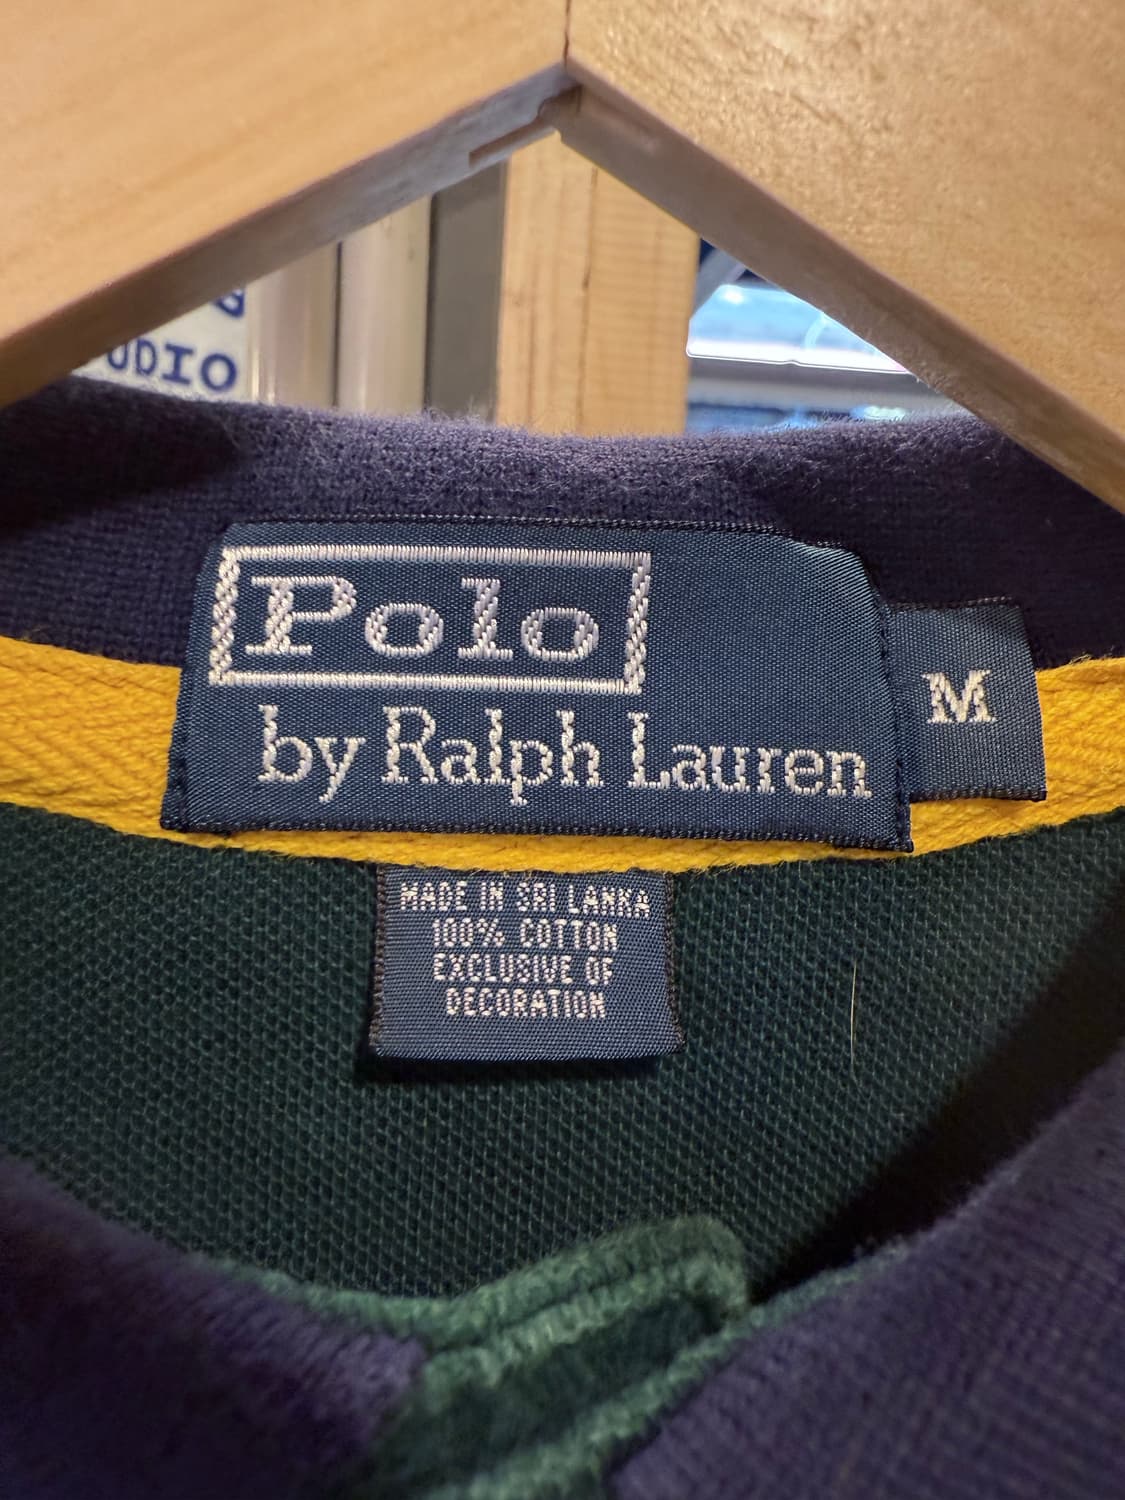 UDIO
Polo
by Ralph Lauren
M
MADE IN SRI LANKA
100% COTTON
EXCLUSIVE OF
DECORATION